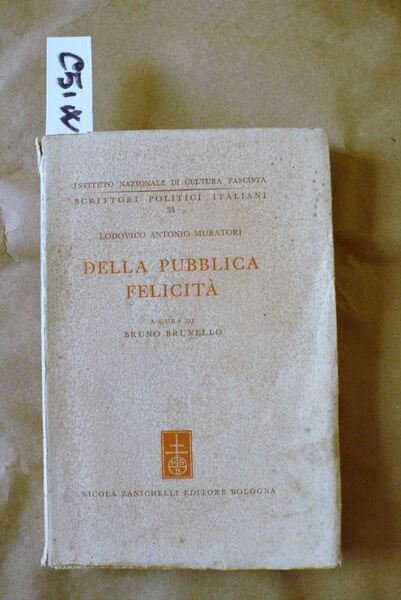 ISTITUTO NAZIONALE DI CULTURA FASCISTA
SCRITTORI POLITICI ITALIANI
LODOVICO ANTONIO MURATORI
DELLA PUBBLICA
FELICITÀ
A CURA DI
BRUNO BRUNELLO
NICOLA ZANICHELLI EDITORE BOLOGNA